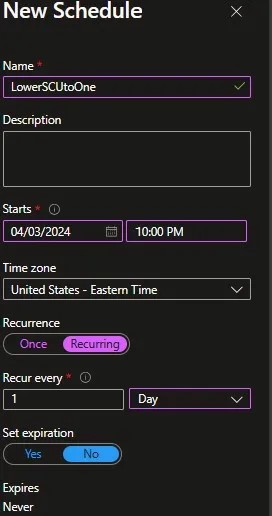 New Schedule
Name *
LowerSCUtoOne
Description
Starts *
04/03/2024 10:00 PM
Time zone
United States - Eastern Time
Recurrence
Once Recurring
Recur every *
1 Day
Set expiration
Yes No
Expires
Never